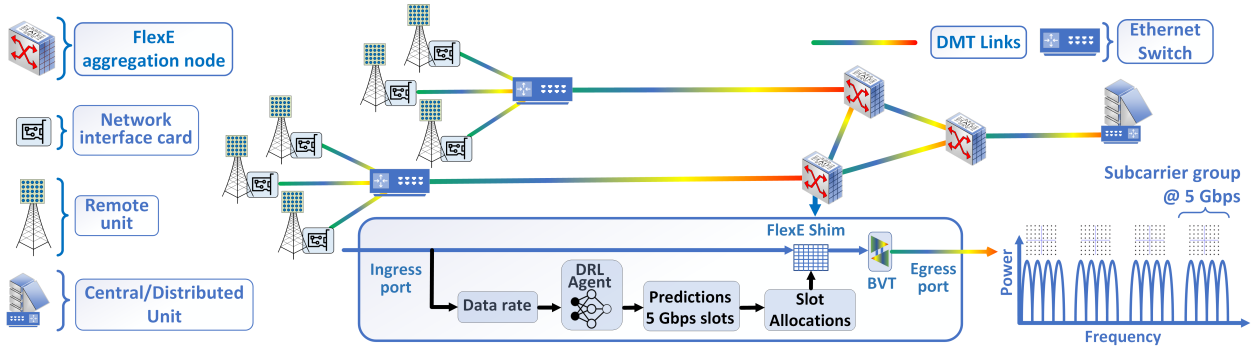 FlexE
aggregation node
Network
interface card
Remote
unit
Central/Distributed
Unit
DMT Links
Ethernet
Switch
Subcarrier group
@ 5 Gbps
FlexE Shim
Ingress
port
BVT
Egress
port
Data rate
DRL
Agent
Predictions
5 Gbps slots
Slot
Allocations
Power
Frequency